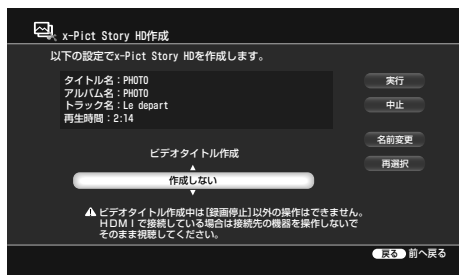 x-Pict Story HD作成
以下の設定でx-Pict Story HDを作成します。
タイトル名：PHOTO
アルバム名：PHOTO
トラック名：Le depart
再生時間：2:14
実行
中止
名前変更
再選択
ビデオタイトル作成
作成しない
ビデオタイトル作成中は［録画停止］以外の操作はできません。
ＨＤＭＩで接続している場合は接続先の機器を操作しないで
そのまま視聴してください。
戻る 前へ戻る